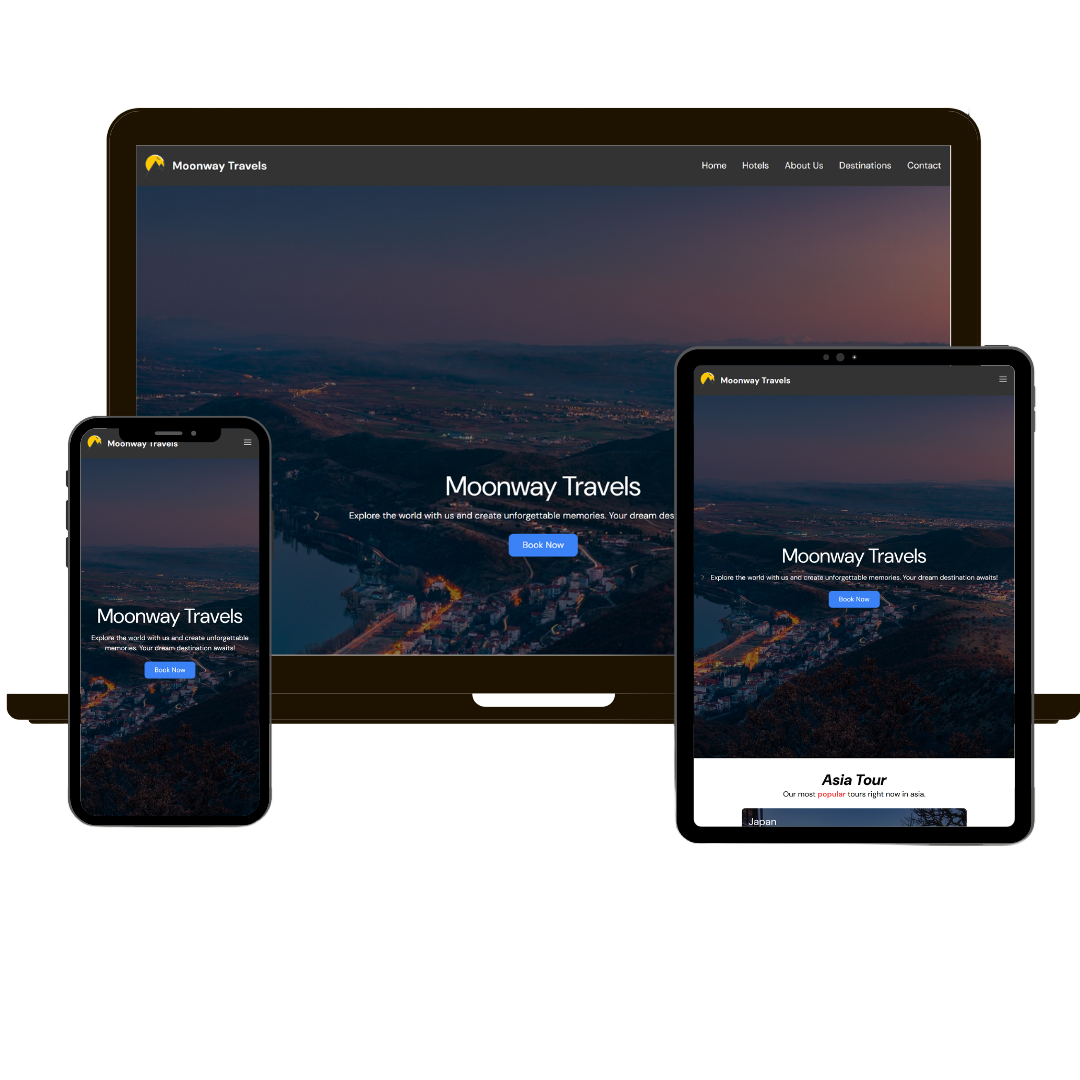 Moonway Travels
Home Hotels About Us Destinations Contact
Moonway Travels
Explore the world with us and create unforgettable memories. Your dream des
Book Now
Moonway Travels
Moonway Travels
Explore the world with us and create unforgettable
memories. Your dream destination awaits!
Book Now
Moonway Travels
Moonway Travels
Explore the world with us and create unforgettable memories. Your dream destination awaits!
Book Now
Asia Tour
Our most popular tours right now in asia.
Japan